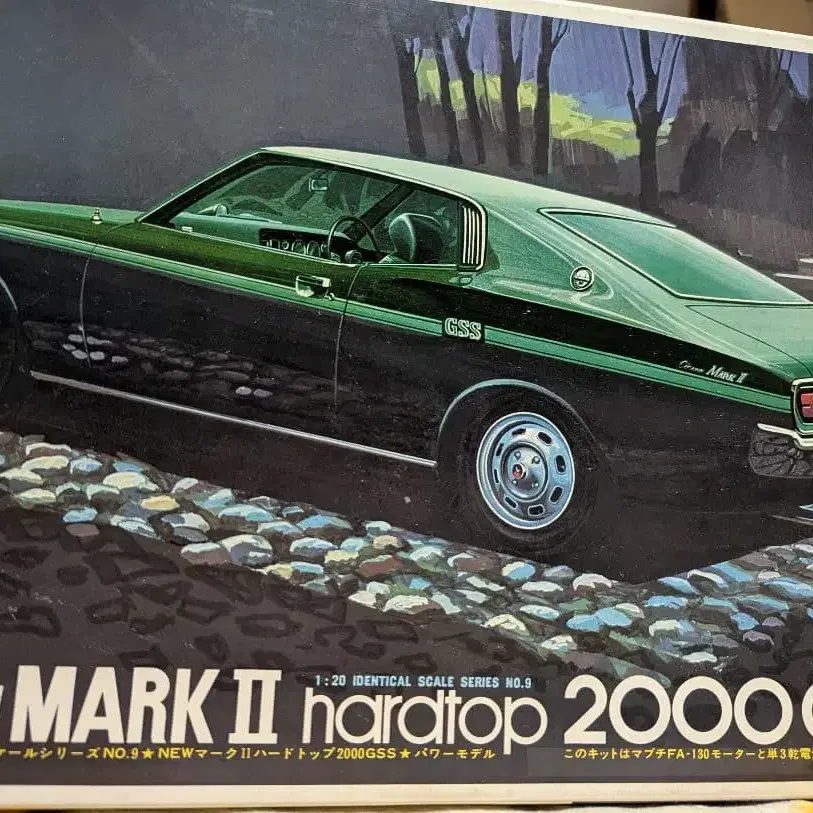 GSS
Corona MARK II
1:20 IDENTICAL SCALE SERIES NO.9
MARK II hardtop 2000
ケールシリーズNO.9★NEWマークIIハードトップ2000GSS★パワーモデル
このキットはマブチFA-130モーターと単3乾電